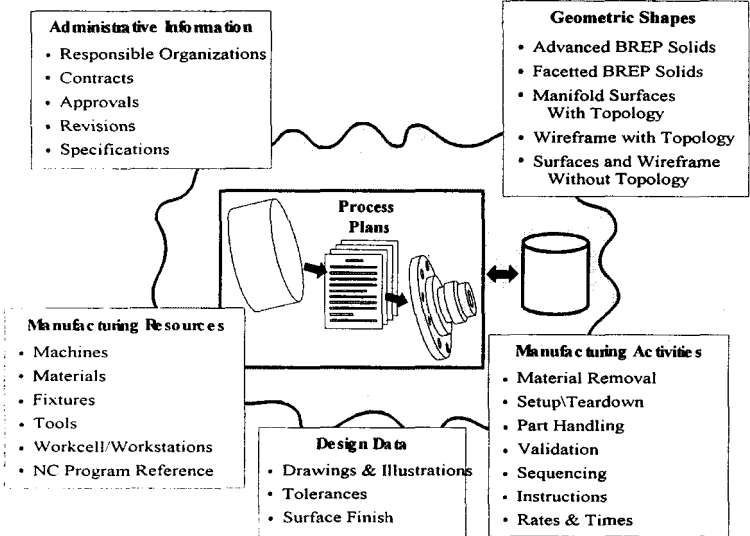 Administrative Information
• Responsible Organizations
• Contracts
• Approvals
• Revisions
• Specifications
Geometric Shapes
• Advanced BREP Solids
• Facetted BREP Solids
• Manifold Surfaces
With Topology
• Wireframe with Topology
• Surfaces and Wireframe
Without Topology
Process
Plans
Manufacturing Resources
• Machines
• Materials
• Fixtures
• Tools
• Workcell/Workstations
• NC Program Reference
Design Data
• Drawings & Illustrations
• Tolerances
• Surface Finish
Manufacturing Activities
• Material Removal
• Setup\Teardown
• Part Handling
• Validation
• Sequencing
• Instructions
• Rates & Times